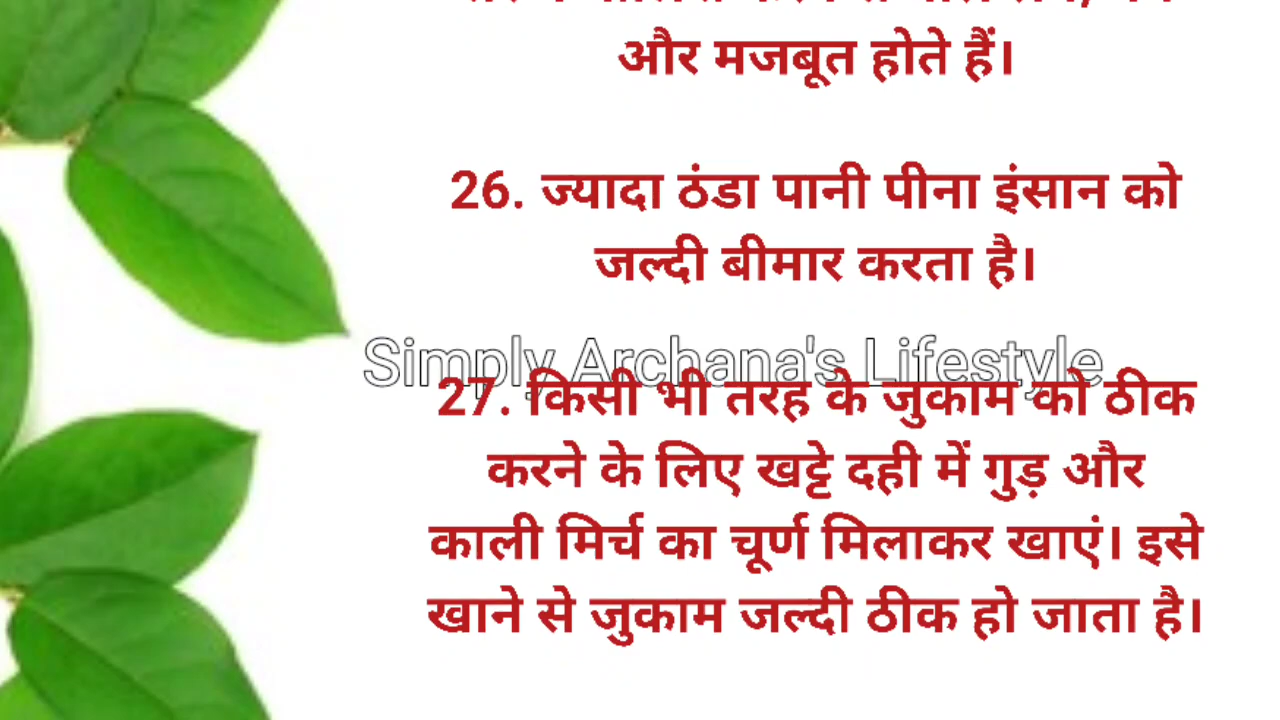 और मजबूत होते हैं।
26. ज्यादा ठंडा पानी पीना इंसान को
जल्दी बीमार करता है।
Simply Archana's Lifestyle
27. किसी भी तरह के जुकाम को ठीक
करने के लिए खट्टे दही में गुड़ और
काली मिर्च का चूर्ण मिलाकर खाएं। इसे
खाने से जुकाम जल्दी ठीक हो जाता है।